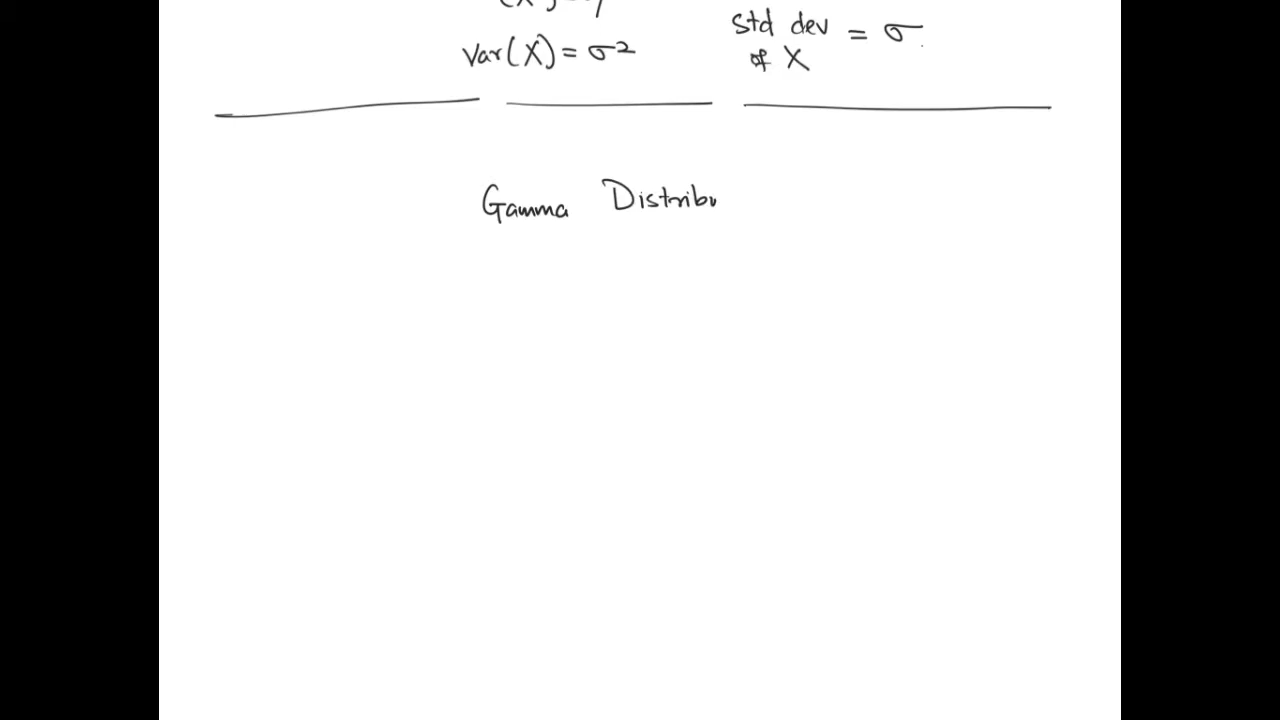 Var(X) = σ²
std dev of X = σ
Gamma Distribu